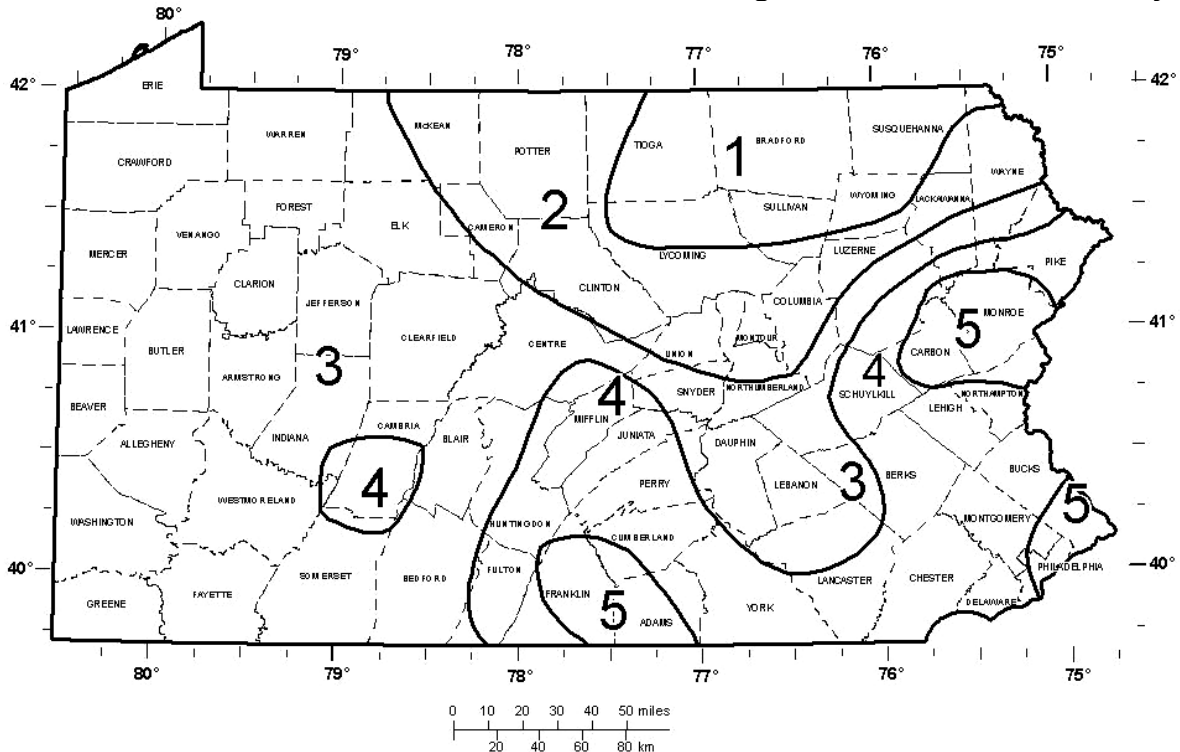 80°
79°
78°
77°
76°
75°
42°
42°
ERIE
McKEAN
SUSQUEHANNA
WARREN
TIOGA
1
BRADFORD
POTTER
CRAWFORD
WAYNE
WYOMING
LACKAWANNA
FOREST
2
SULLIVAN
ELK
CAMERON
VENANGO
MERCER
LYCOMING
LUZERNE
PIKE
CLARION
CLINTON
JEFFERSON
COLUMBIA
MONROE
41°
41°
LAWRENCE
5
CLEARFIELD
CENTRE
MONTOUR
BUTLER
UNION
CARBON
3
ARMSTRONG
4
SNYDER
NORTHUMBERLAND
SCHUYLKILL
NORTHAMPTON
4
BEAVER
LEHIGH
MIFFLIN
CAMBRIA
JUNIATA
INDIANA
BLAIR
ALLEGHENY
DAUPHIN
BUCKS
BERKS
PERRY
LEBANON
3
4
WESTMORELAND
5
WASHINGTON
HUNTINGDON
MONTGOMERY
CUMBERLAND
40°
40°
PHILADELPHIA
FULTON
SOMERSET
BEDFORD
CHESTER
LANCASTER
FAYETTE
FRANKLIN
GREENE
5
YORK
DELAWARE
ADAMS
80°
79°
78°
77°
76°
75°
0 10 20 30 40 50 miles
20 40 60 80 km